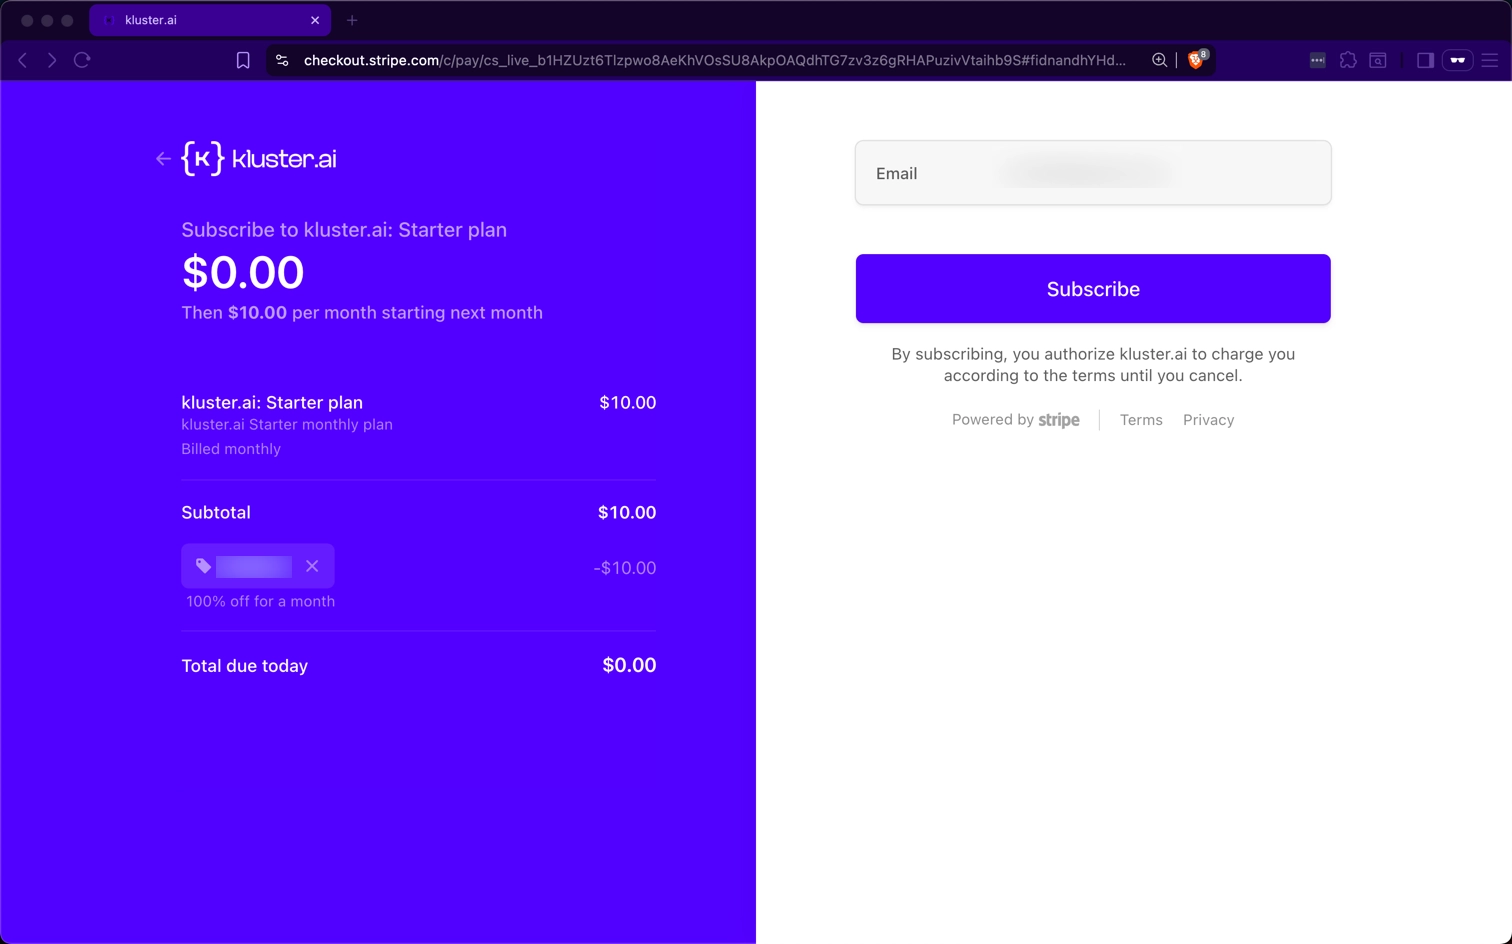 kluster.ai
checkout.stripe.com/c/pay/cs_live_b1HZUzt6Tlzpwo8AeKhVOsSU8AkpOAQdhTG7zv3z6gRHAPuzivVtaihb9S#fidnandhYHd...
8
{K} kluster.ai
Subscribe to kluster.ai: Starter plan
$0.00
Then $10.00 per month starting next month
kluster.ai: Starter plan $10.00
kluster.ai Starter monthly plan
Billed monthly
Subtotal $10.00
-$10.00
100% off for a month
Total due today $0.00
Email
Subscribe
By subscribing, you authorize kluster.ai to charge you
according to the terms until you cancel.
Powered by stripe
Terms Privacy